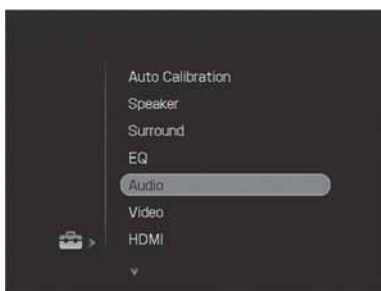 Auto Calibration
Speaker
Surround
EQ
Audio
Video
HDMI